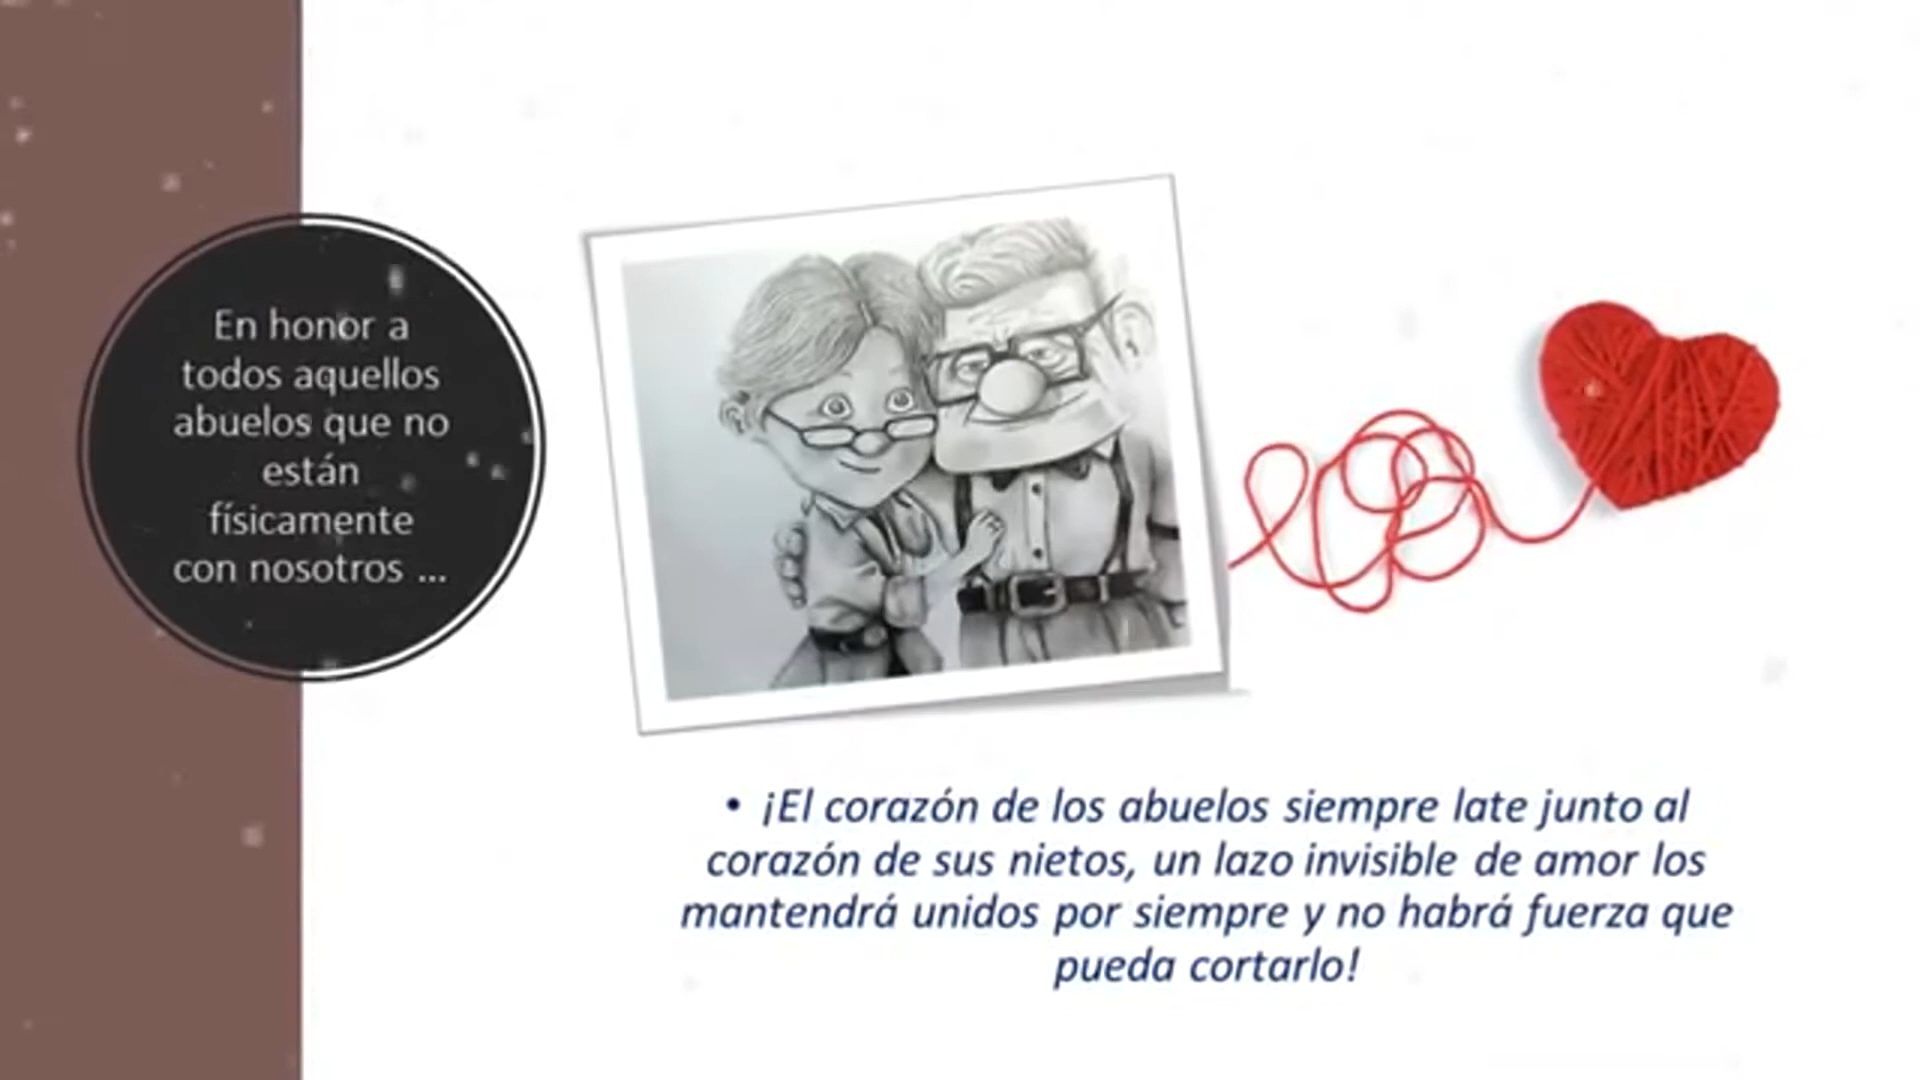 En honor a
todos aquellos
abuelos que no
están
físicamente
con nosotros ...
• ¡El corazón de los abuelos siempre late junto al
corazón de sus nietos, un lazo invisible de amor los
mantendrá unidos por siempre y no habrá fuerza que
pueda cortarlo!